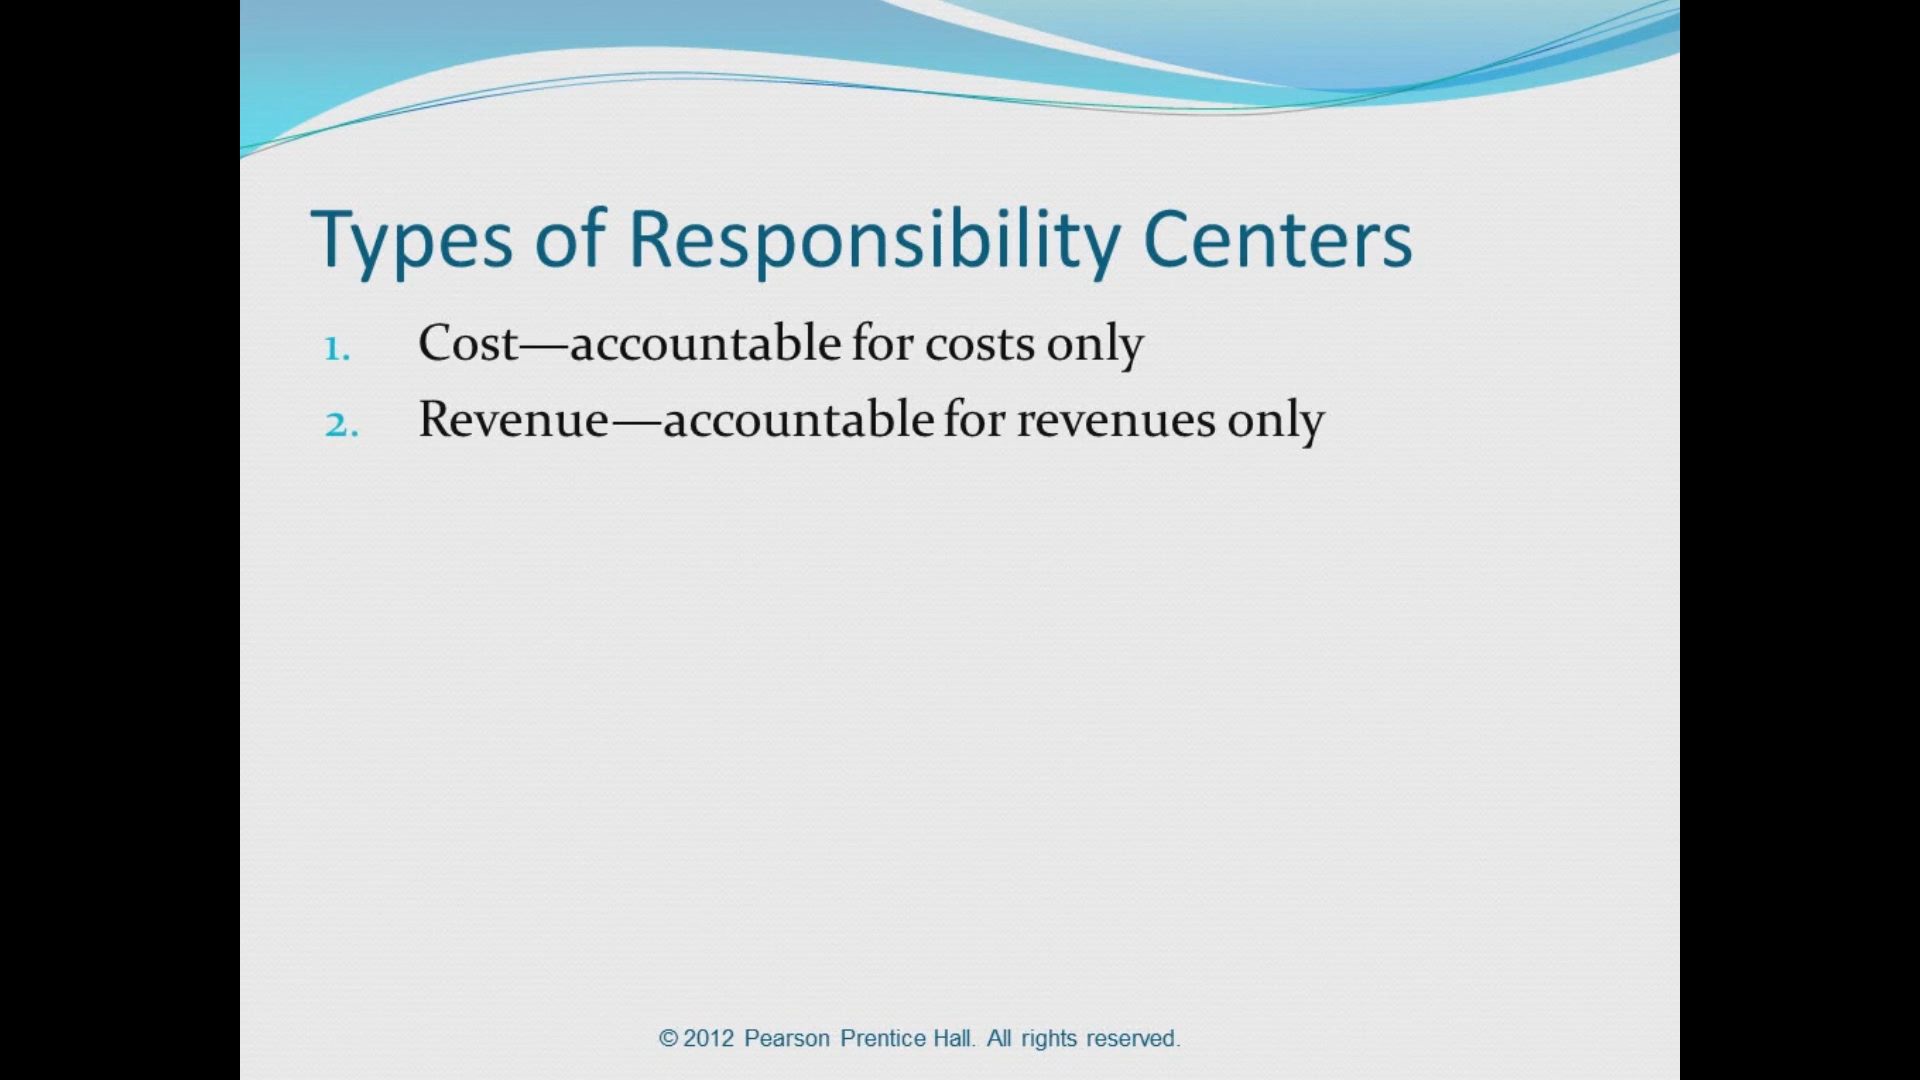 Types of Responsibility Centers
1. Cost—accountable for costs only
2. Revenue—accountable for revenues only
© 2012 Pearson Prentice Hall. All rights reserved.